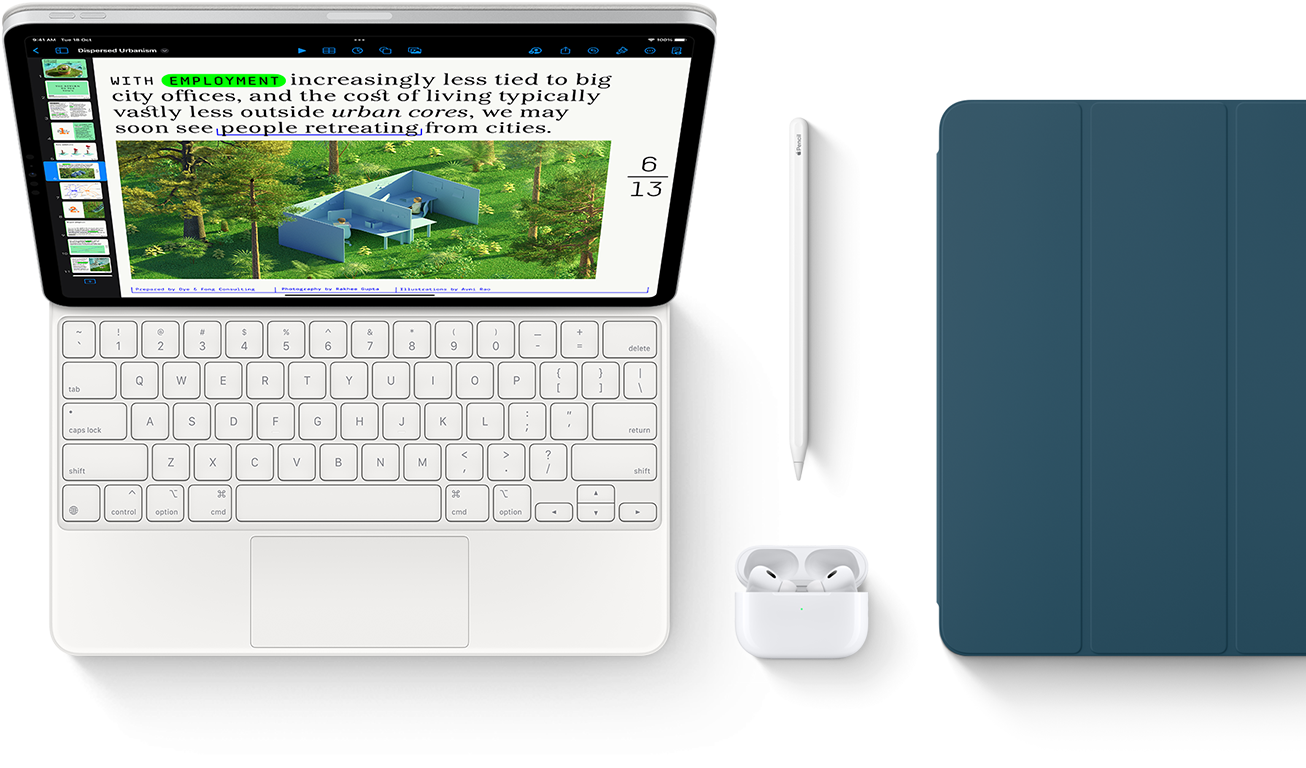 9:41 AM Tue 18 Oct
100%
Dispersed Urbanism
WITH EMPLOYMENT increasingly less tied to big
city offices, and the cost of living typically
vastly less outside urban cores, we may
soon see people retreating from cities.
6
13
Prepared by Dye & Fong Consulting
Photography by Rakhee Gupta
Illustrations by Avni Rao
Pencil
~ ! @ # $ % ^ & * ( ) _ +
` 1 2 3 4 5 6 7 8 9 0 - = delete
tab Q W E R T Y U I O P { [ } ] | \
caps lock A S D F G H J K L : ; " ' return
shift Z X C V B N M < , > . ? / shift
control option cmd cmd option